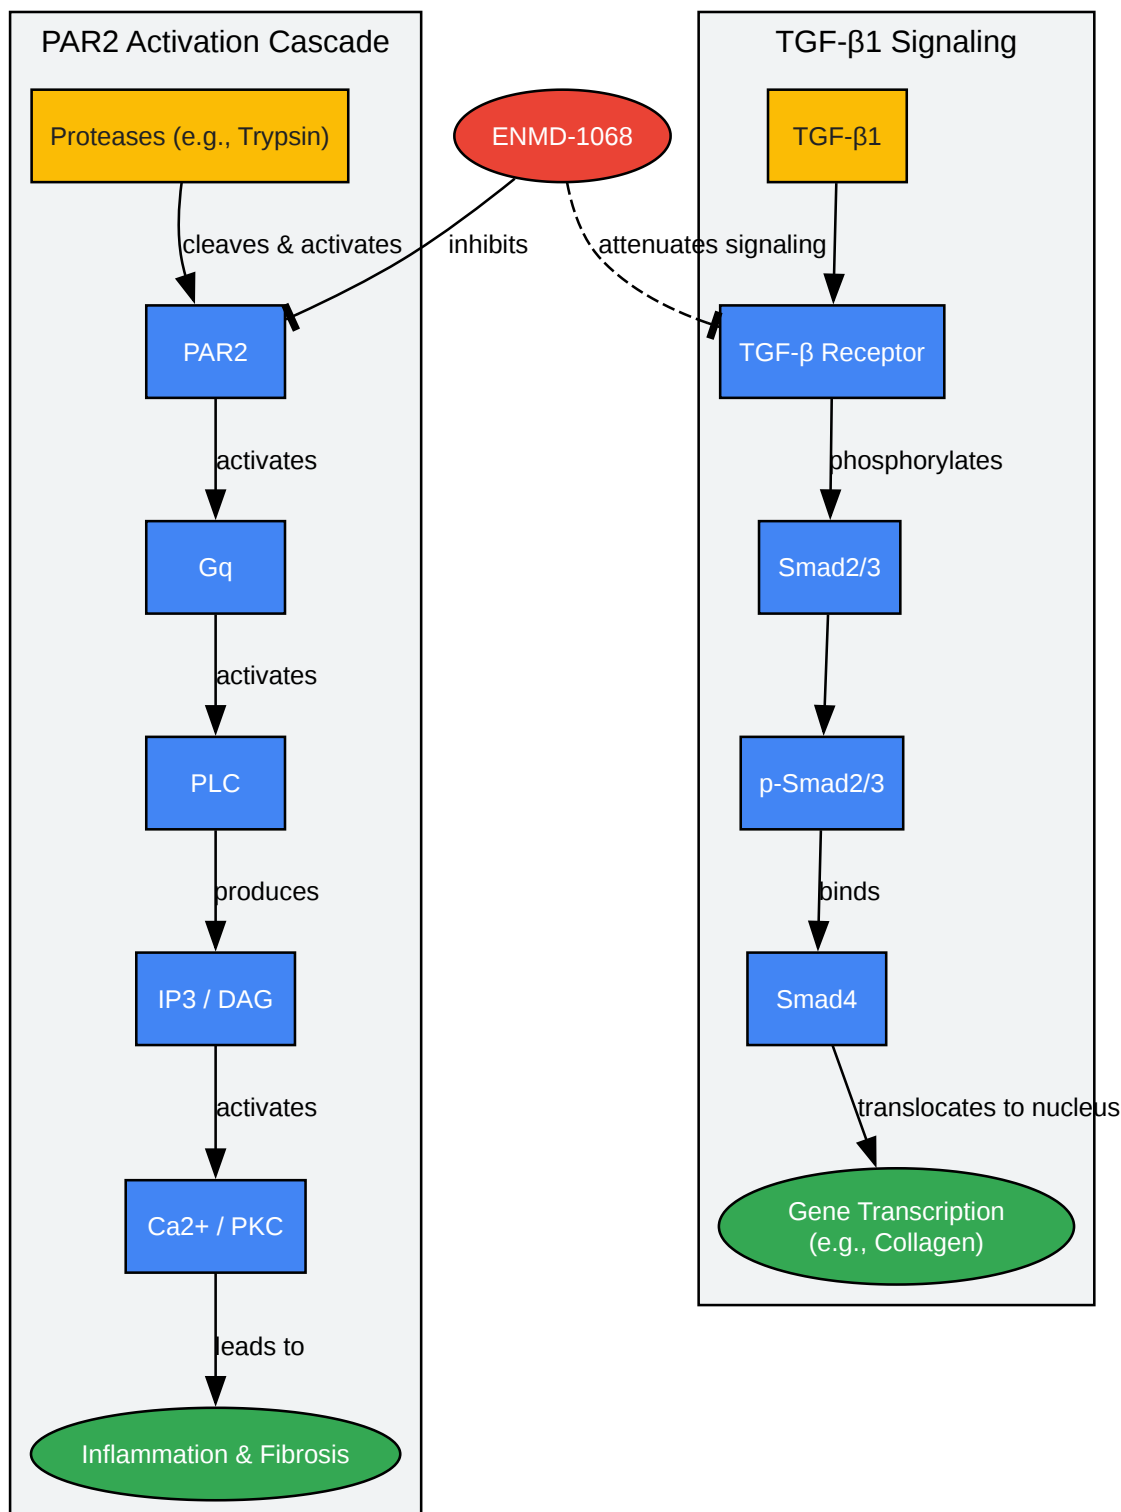 PAR2 Activation Cascade
TGF-β1 Signaling
Proteases (e.g., Trypsin)
ENMD-1068
TGF-β1
cleaves & activates
inhibits
attenuates signaling
PAR2
TGF-β Receptor
activates
phosphorylates
Gq
Smad2/3
activates
PLC
p-Smad2/3
produces
binds
IP3 / DAG
Smad4
activates
translocates to nucleus
Ca2+ / PKC
Gene Transcription
(e.g., Collagen)
leads to
Inflammation & Fibrosis